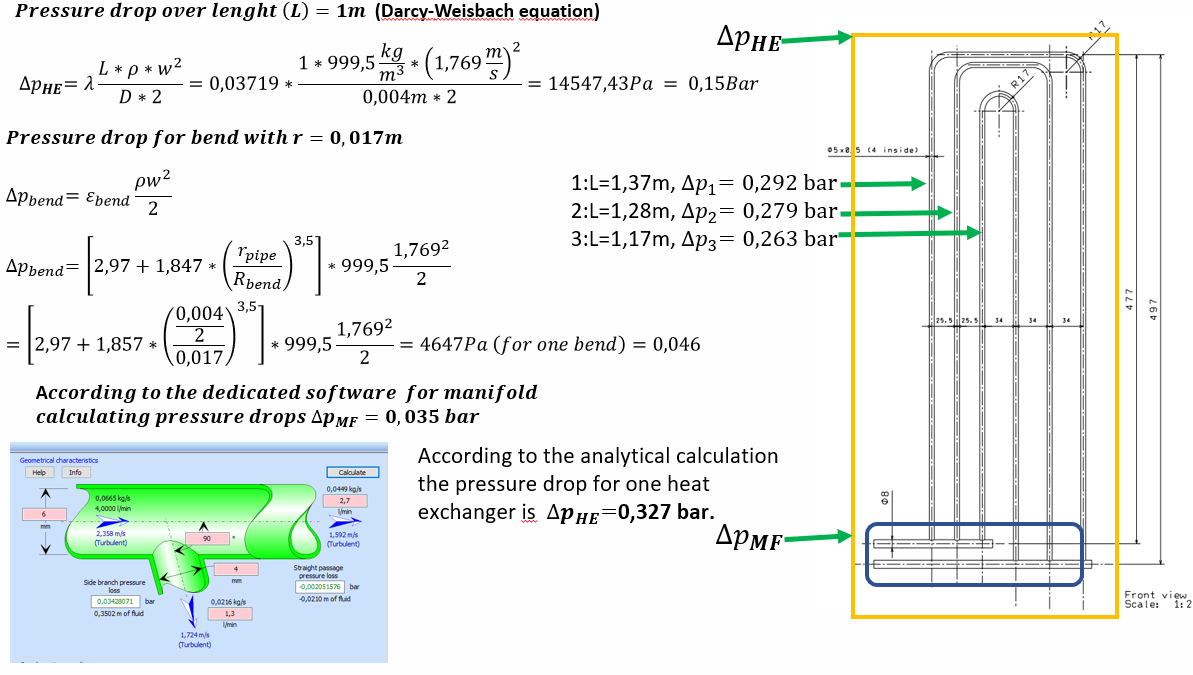 Pressure drop over lenght (L) = 1m (Darcy-Weisbach equation)
Δp_HE = λ (L * ρ * w²)/(D * 2) = 0,03719 * (1 * 999,5 kg/m³ * (1,769 m/s)²)/(0,004m * 2) = 14547,43Pa = 0,15Bar
Pressure drop for bend with r = 0,017m
Δp_bend = ε_bend ρw²/2
Δp_bend = [2,97 + 1,847 * (r_pipe/R_bend)^3,5] * 999,5 1,769²/2
= [2,97 + 1,857 * ((0,004/2)/0,017)^3,5] * 999,5 1,769²/2 = 4647Pa (for one bend) = 0,046
According to the dedicated software for manifold
calculating pressure drops Δp_MF = 0,035 bar
Geometrical characteristics
Help
Info
Calculate
0,0665 kg/s
4,0000 l/min
0,0449 kg/s
2,7
l/min
6
mm
2,358 m/s
(Turbulent)
90
°
1,592 m/s
(Turbulent)
4
mm
Side branch pressure
loss
0,03428071
bar
0,3502 m of fluid
Straight passage
pressure loss
-0,002051576
bar
-0,0210 m of fluid
0,0216 kg/s
1,3
l/min
1,724 m/s
(Turbulent)
According to the analytical calculation
the pressure drop for one heat
exchanger is Δp_HE=0,327 bar.
Δp_HE
1:L=1,37m, Δp₁= 0,292 bar
2:L=1,28m, Δp₂= 0,279 bar
3:L=1,17m, Δp₃= 0,263 bar
Δp_MF
R17
Φ5x0.5 (4 inside)
25.5
25.5
34
34
34
477
497
Φ8
Front view
Scale: 1:2